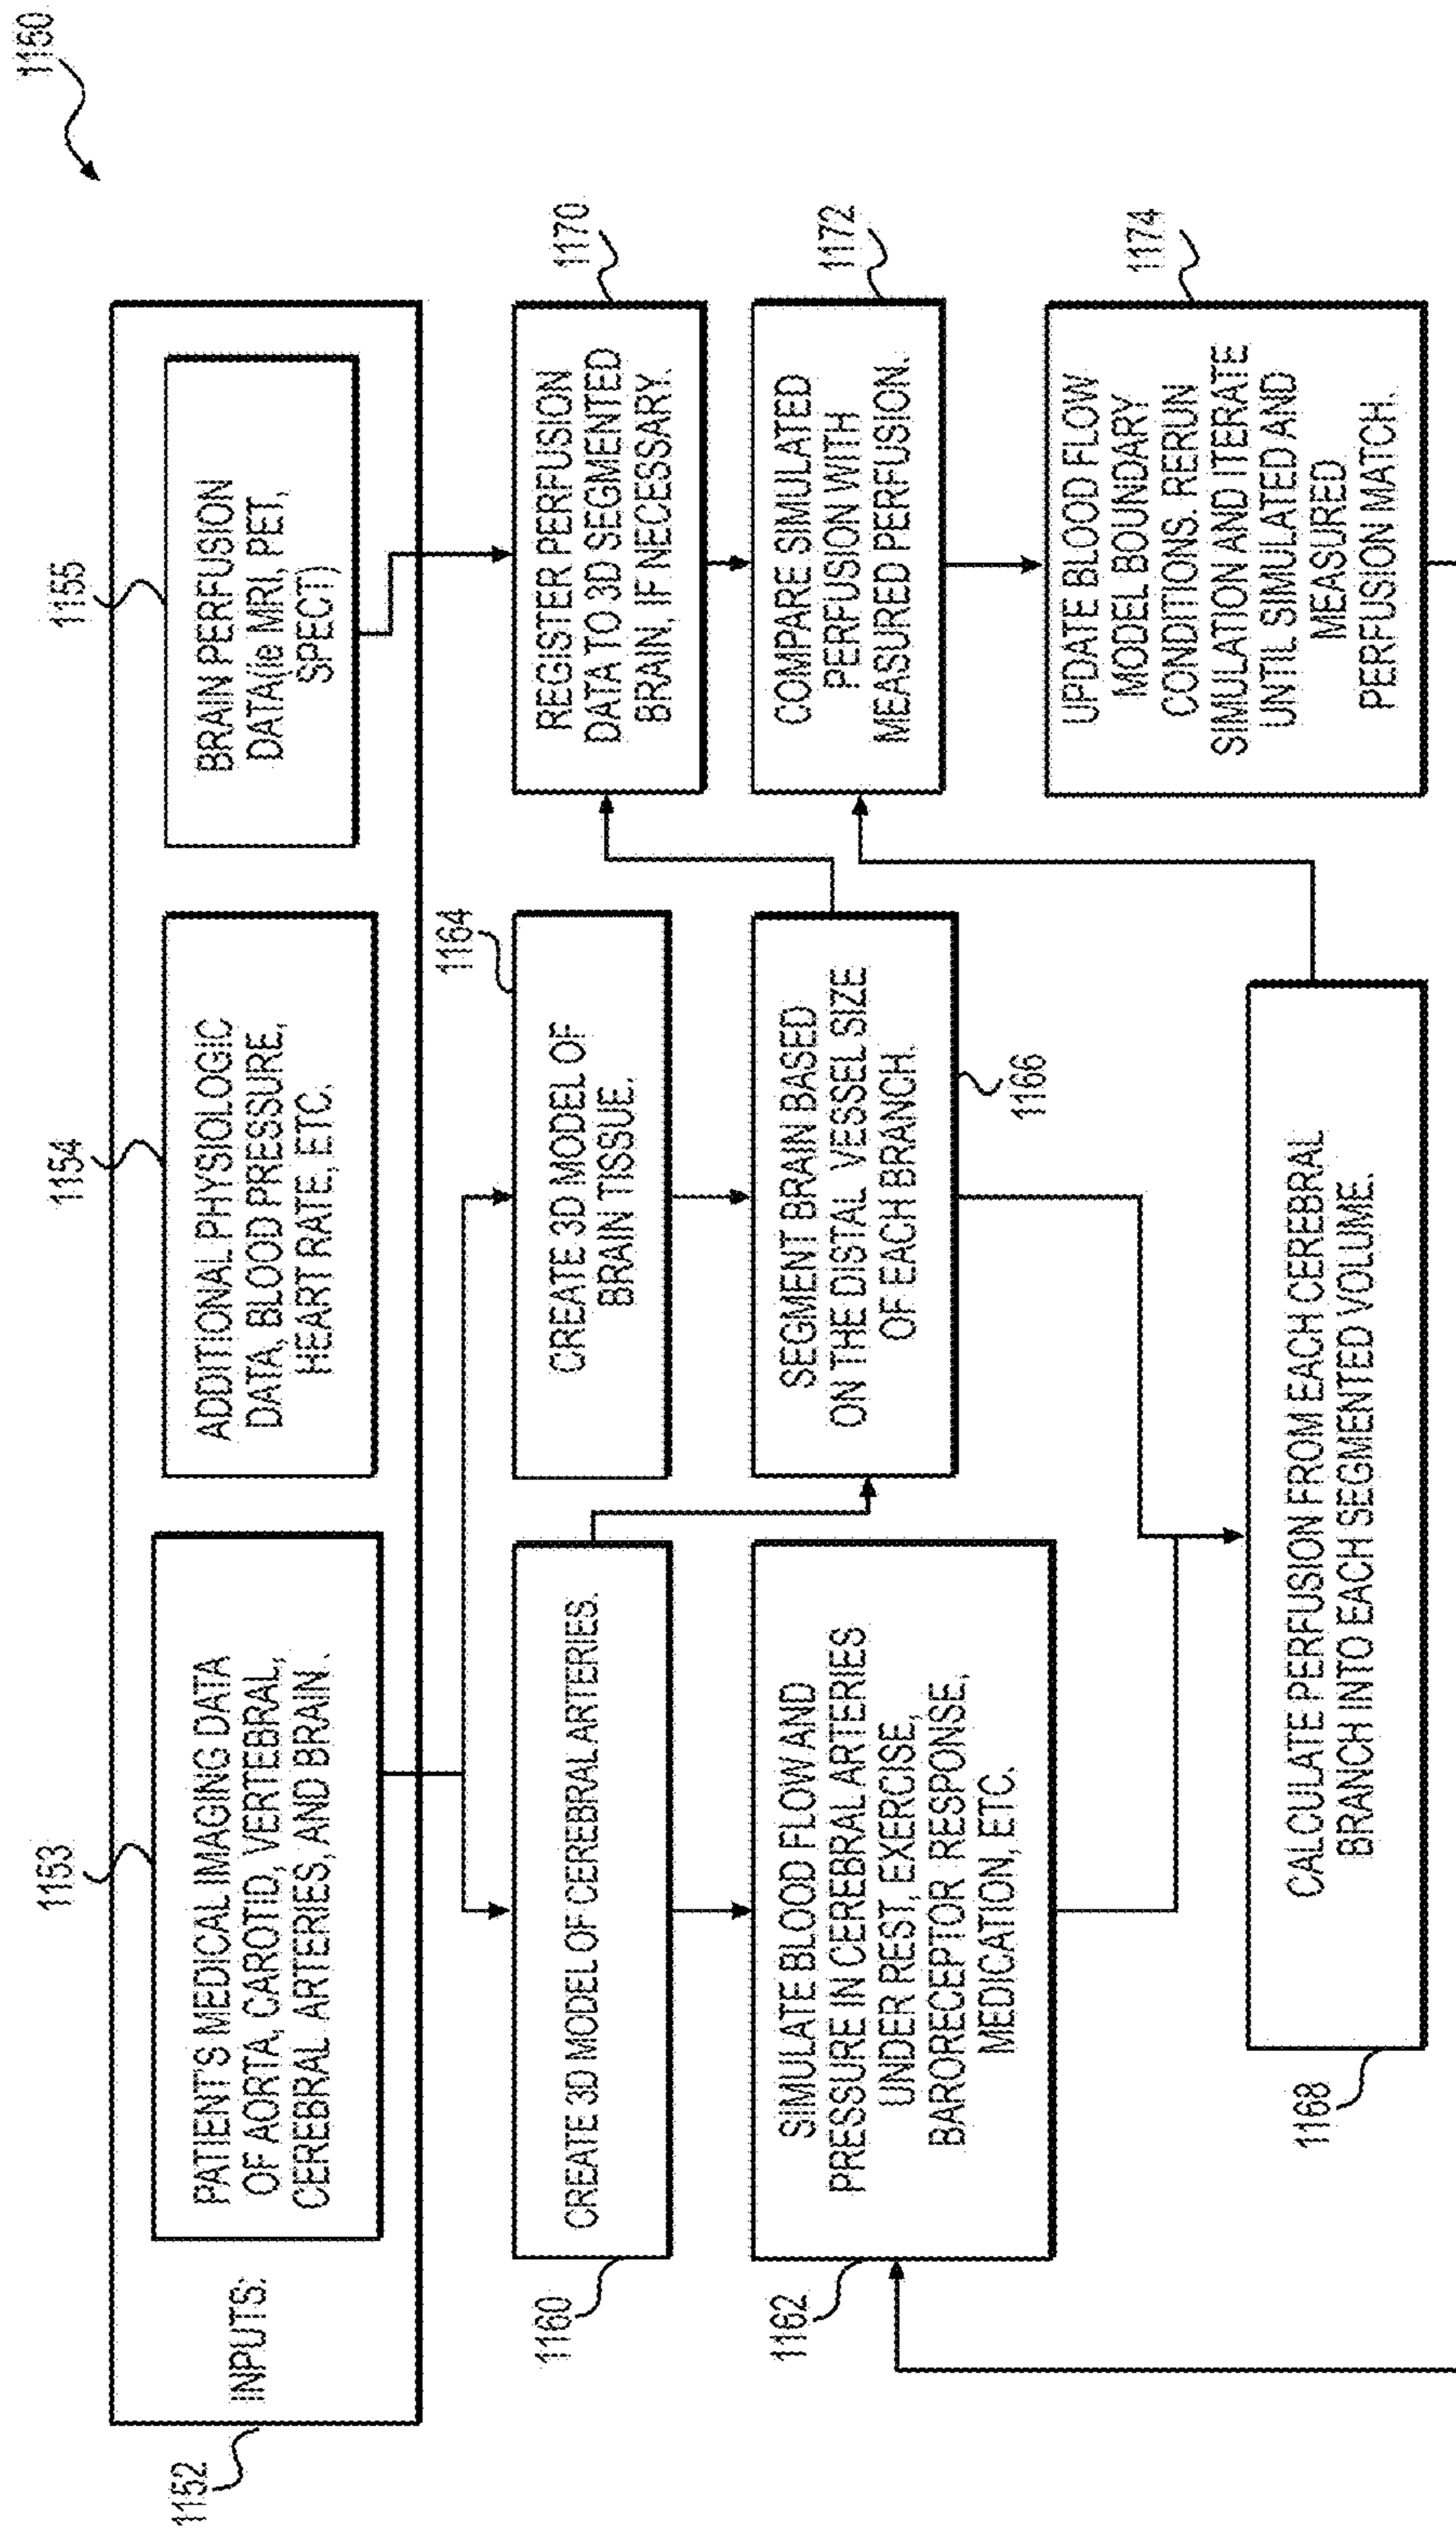 1150
1152
INPUTS:
1153
PATIENT'S MEDICAL IMAGING DATA
OF AORTA, CAROTID, VERTEBRAL,
CEREBRAL ARTERIES, AND BRAIN.
1154
ADDITIONAL PHYSIOLOGIC
DATA, BLOOD PRESSURE,
HEART RATE, ETC.
1155
BRAIN PERFUSION
DATA(ie MRI, PET,
SPECT)
1160
CREATE 3D MODEL OF CEREBRAL ARTERIES.
1164
CREATE 3D MODEL OF
BRAIN TISSUE.
1170
REGISTER PERFUSION
DATA TO 3D SEGMENTED
BRAIN, IF NECESSARY.
1162
SIMULATE BLOOD FLOW AND
PRESSURE IN CEREBRAL ARTERIES
UNDER REST, EXERCISE,
BARORECEPTOR RESPONSE,
MEDICATION, ETC.
SEGMENT BRAIN BASED
ON THE DISTAL VESSEL SIZE
OF EACH BRANCH.
1166
1172
COMPARE SIMULATED
PERFUSION WITH
MEASURED PERFUSION.
1168
CALCULATE PERFUSION FROM EACH CEREBRAL
BRANCH INTO EACH SEGMENTED VOLUME.
1174
UPDATE BLOOD FLOW
MODEL BOUNDARY
CONDITIONS. RERUN
SIMULATION AND ITERATE
UNTIL SIMULATED AND
MEASURED
PERFUSION MATCH.